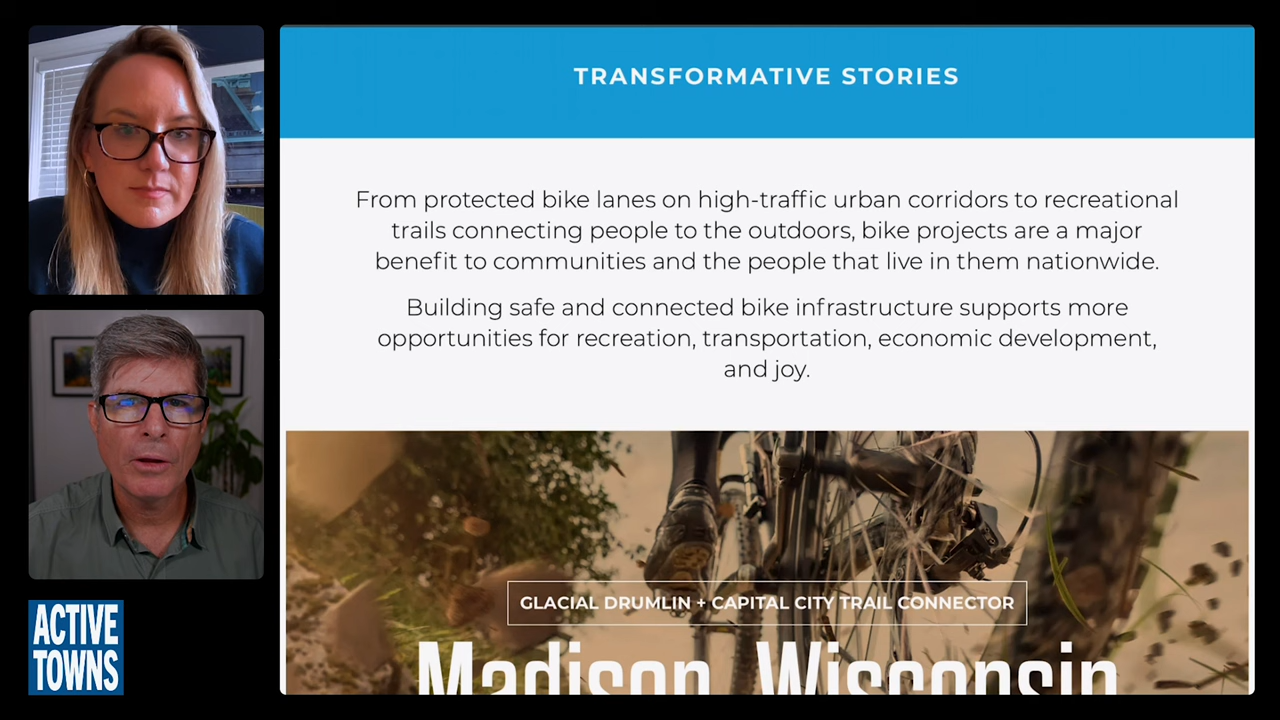 TRANSFORMATIVE STORIES
From protected bike lanes on high-traffic urban corridors to recreational
trails connecting people to the outdoors, bike projects are a major
benefit to communities and the people that live in them nationwide.
Building safe and connected bike infrastructure supports more
opportunities for recreation, transportation, economic development,
and joy.
GLACIAL DRUMLIN + CAPITAL CITY TRAIL CONNECTOR
Madison, Wisconsin
ACTIVE
TOWNS